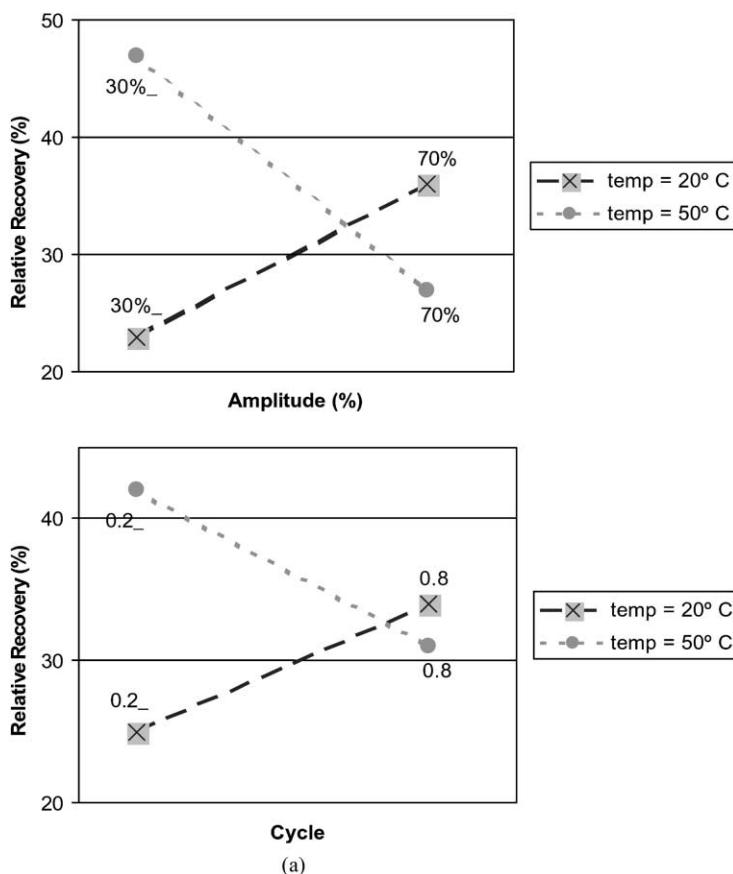 50
40
30
20
Relative Recovery (%)
30%_
70%
30%_
70%
Amplitude (%)
temp = 20º C
temp = 50º C
40
30
20
Relative Recovery (%)
0.2_
0.8
0.2_
0.8
Cycle
temp = 20º C
temp = 50º C
(a)